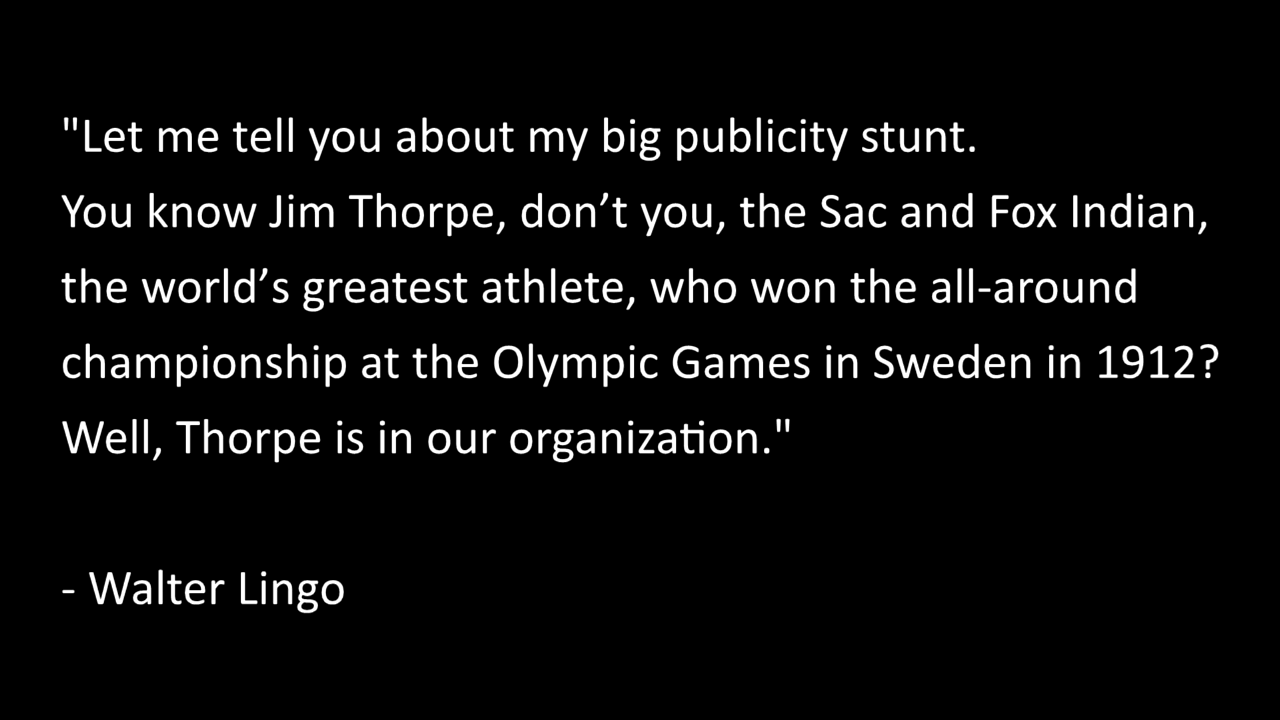 "Let me tell you about my big publicity stunt.
You know Jim Thorpe, don’t you, the Sac and Fox Indian,
the world’s greatest athlete, who won the all-around
championship at the Olympic Games in Sweden in 1912?
Well, Thorpe is in our organization."
- Walter Lingo